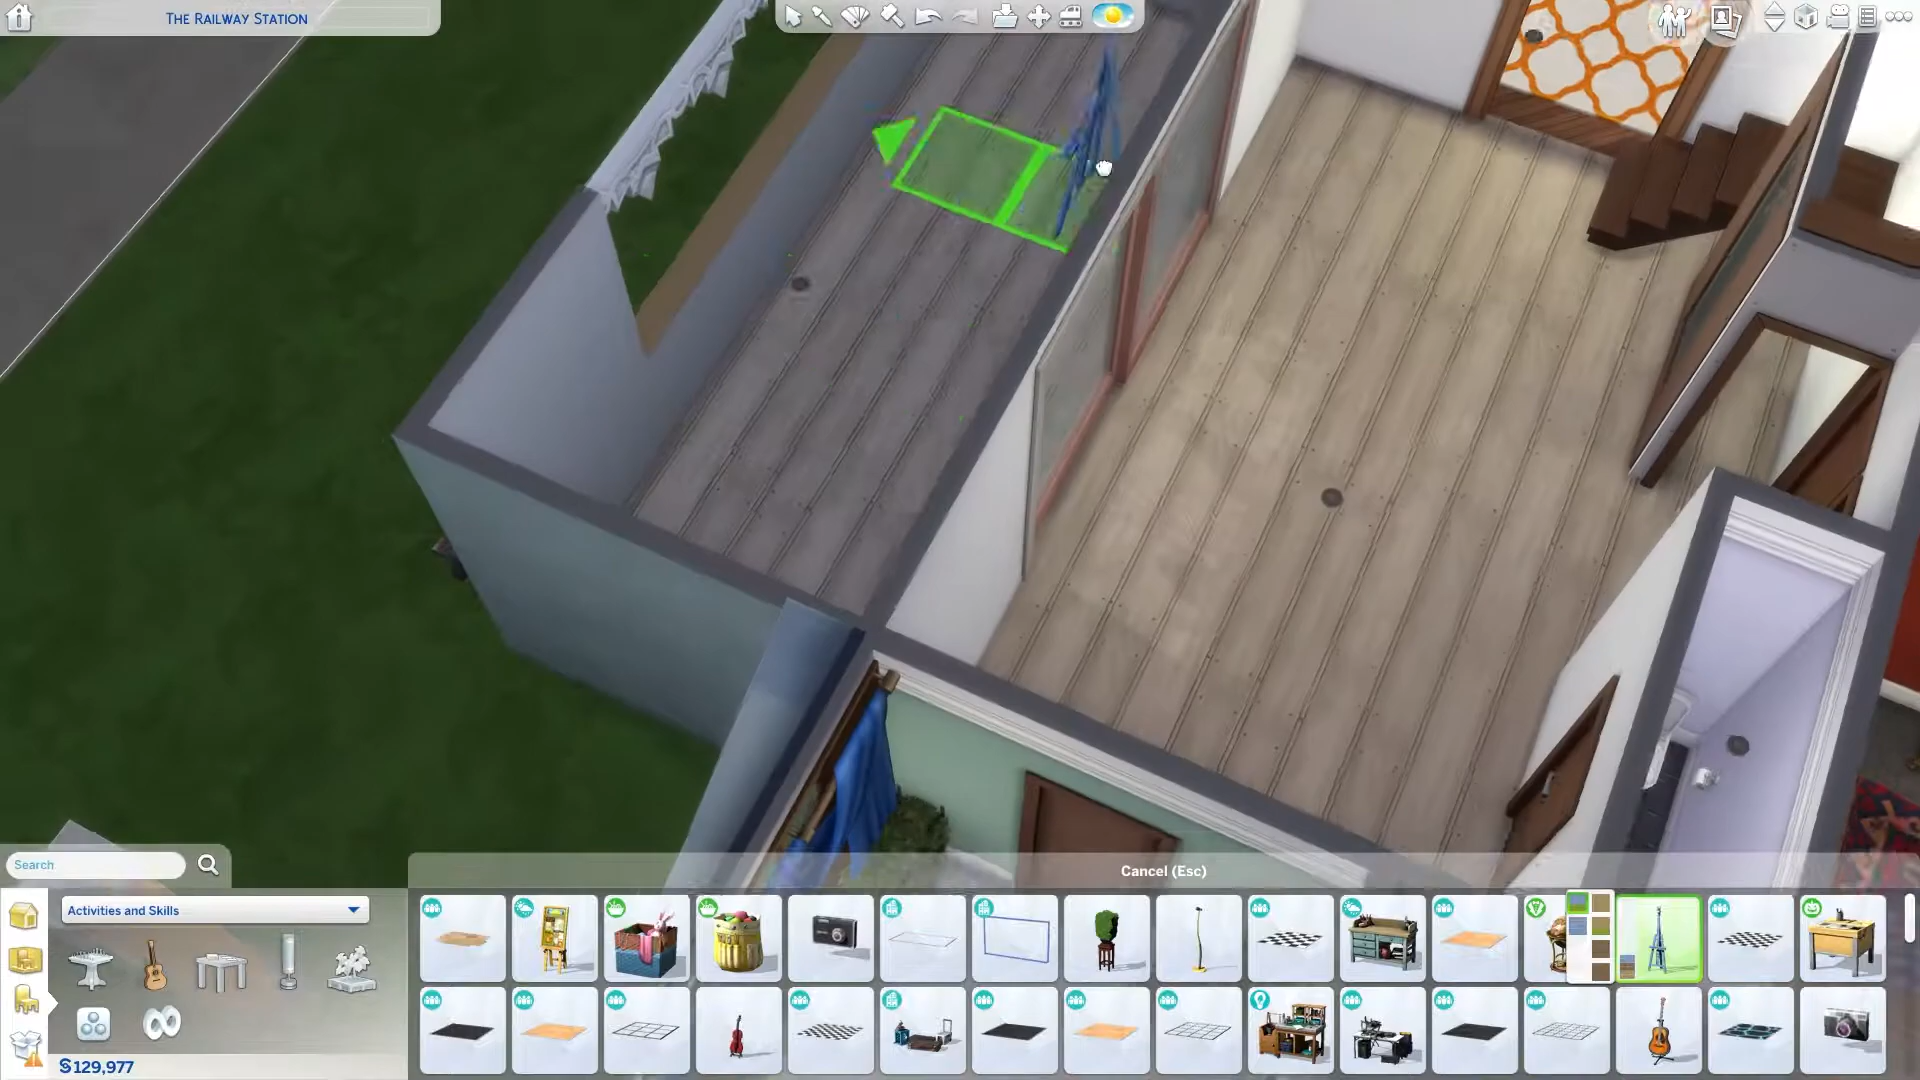 THE RAILWAY STATION
Search
Cancel (Esc)
Activities and Skills
§129,977